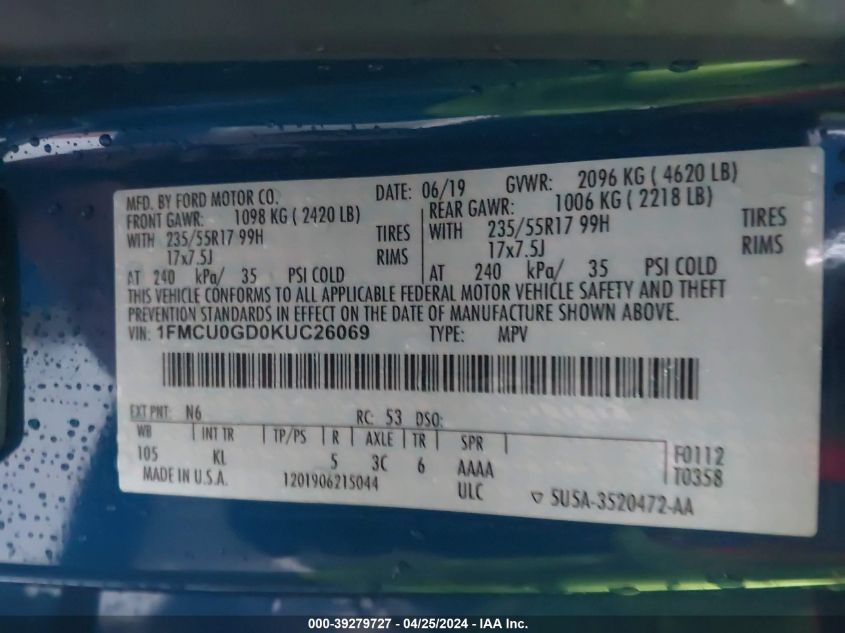 MFD. BY FORD MOTOR CO. DATE: 06/19 GVWR: 2096 KG ( 4620 LB)
FRONT GAWR: 1098 KG ( 2420 LB) REAR GAWR: 1006 KG ( 2218 LB)
WITH 235/55R17 99H TIRES WITH 235/55R17 99H TIRES
17x7.5J RIMS 17x7.5J RIMS
AT 240 kPa/ 35 PSI COLD AT 240 kPa/ 35 PSI COLD
THIS VEHICLE CONFORMS TO ALL APPLICABLE FEDERAL MOTOR VEHICLE SAFETY AND THEFT
PREVENTION STANDARDS IN EFFECT ON THE DATE OF MANUFACTURE SHOWN ABOVE.
VIN: 1FMCU0GD0KUC26069 TYPE: MPV
EXT PNT: N6 RC: 53 DSO:
WB INT TR TP/PS R AXLE TR SPR
105 KL 5 3C 6 AAAA F0112
MADE IN U.S.A. 1201906215044 ULC T0358
5U5A-3520472-AA
000-39279727 - 04/25/2024 - IAA Inc.